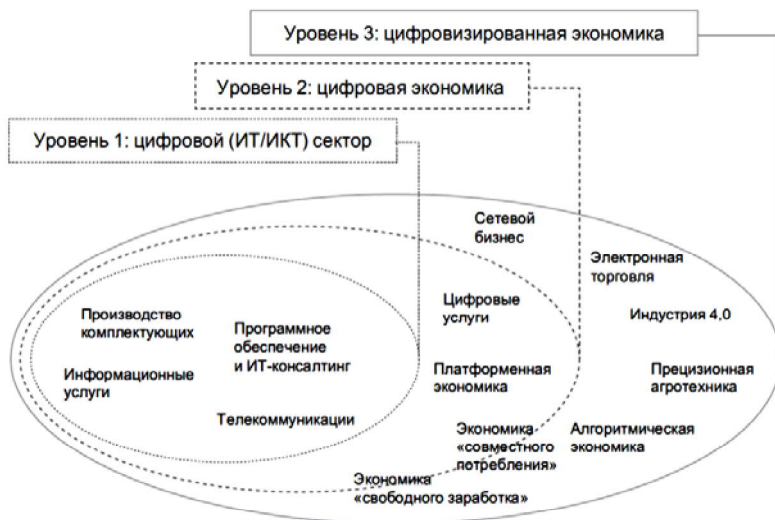 Уровень 3: цифровизированная экономика
Уровень 2: цифровая экономика
Уровень 1: цифровой (ИТ/ИКТ) сектор
Сетевой
бизнес
Электронная
торговля
Производство
комплектующих
Программное
обеспечение
и ИТ-консалтинг
Цифровые
услуги
Индустрия 4,0
Информационные
услуги
Платформенная
экономика
Прецизионная
агротехника
Телекоммуникации
Экономика
«совместного
потребления»
Алгоритмическая
экономика
Экономика
«свободного заработка»